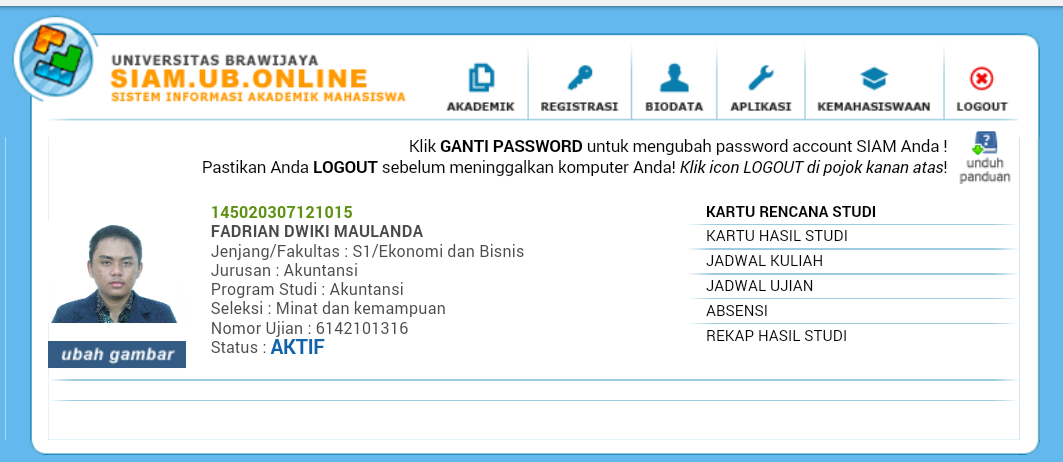 UNIVERSITAS BRAWIJAYA
SIAM.UB.ONLINE
SISTEM INFORMASI AKADEMIK MAHASISWA
AKADEMIK
REGISTRASI
BIODATA
APLIKASI
KEMAHASISWAAN
LOGOUT
Klik GANTI PASSWORD untuk mengubah password account SIAM Anda !
Pastikan Anda LOGOUT sebelum meninggalkan komputer Anda! Klik icon LOGOUT di pojok kanan atas!
?
unduh
panduan
145020307121015
FADRIAN DWIKI MAULANDA
Jenjang/Fakultas : S1/Ekonomi dan Bisnis
Jurusan : Akuntansi
Program Studi : Akuntansi
Seleksi : Minat dan kemampuan
Nomor Ujian : 6142101316
Status : AKTIF
ubah gambar
KARTU RENCANA STUDI
KARTU HASIL STUDI
JADWAL KULIAH
JADWAL UJIAN
ABSENSI
REKAP HASIL STUDI